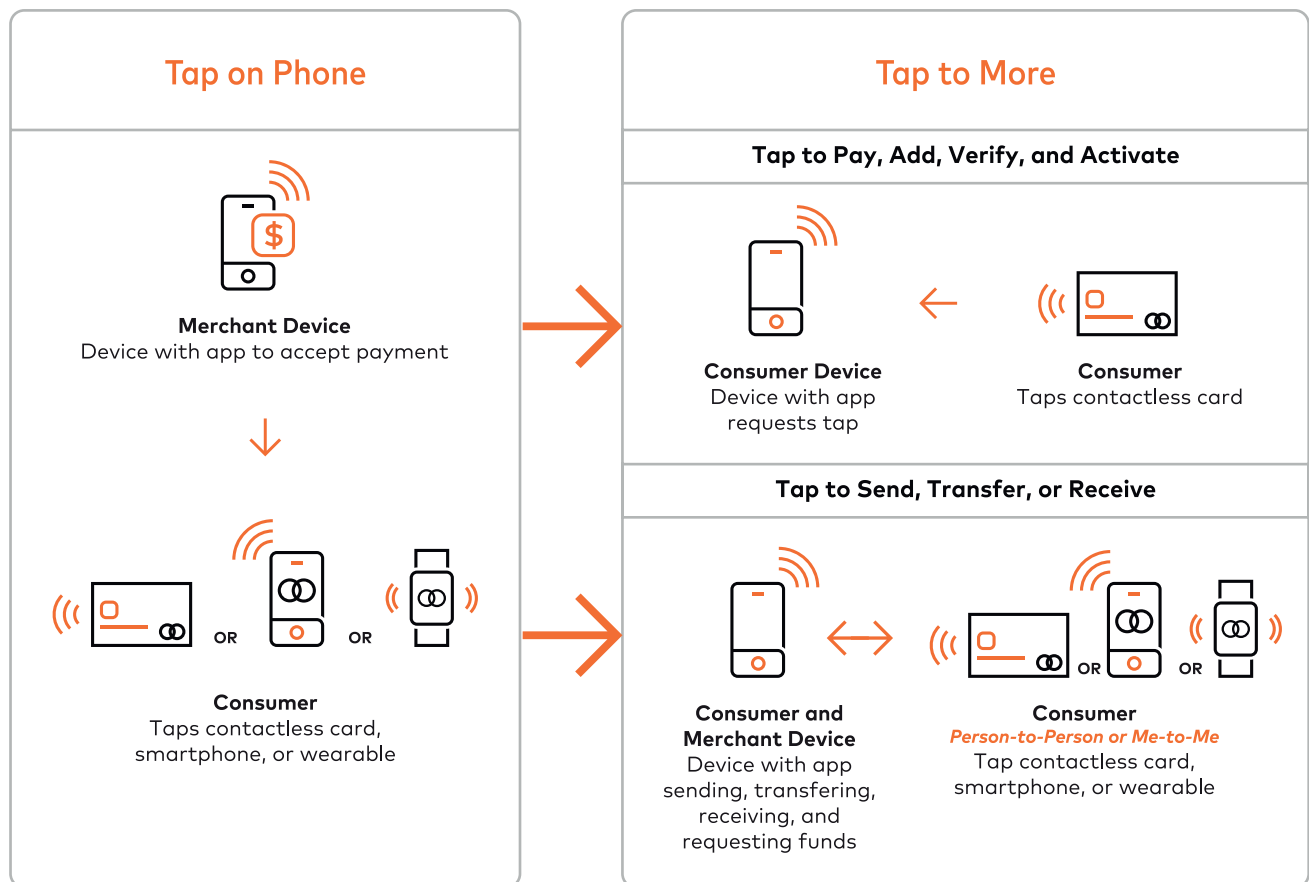 Tap on Phone
$
Merchant Device
Device with app to accept payment
OR
OR
Consumer
Taps contactless card,
smartphone, or wearable
Tap to More
Tap to Pay, Add, Verify, and Activate
Consumer Device
Device with app
requests tap
Consumer
Taps contactless card
Tap to Send, Transfer, or Receive
OR
OR
Consumer and
Merchant Device
Device with app
sending, transfering,
receiving, and
requesting funds
Consumer
Person-to-Person or Me-to-Me
Tap contactless card,
smartphone, or wearable